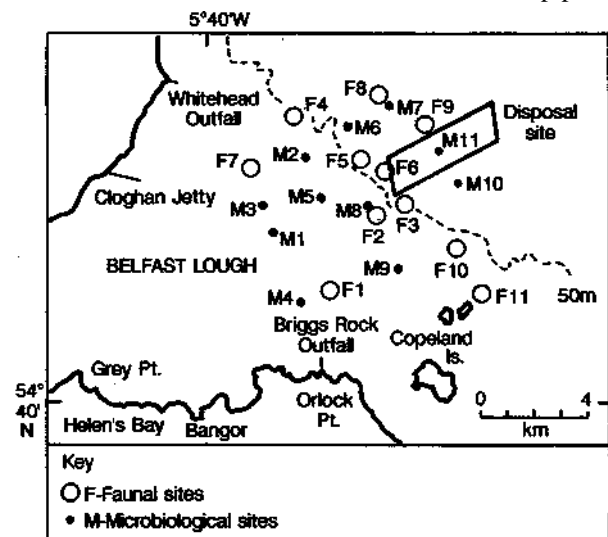 5°40'W
Whitehead
Outfall
F4
F8
M7
F9
Disposal
site
M6
M11
M2
F5
F6
F7
M10
Cloghan Jetty
M5
M8
M3
F3
F2
M1
BELFAST LOUGH
M9
F10
F1
F11
50m
M4
Briggs Rock
Outfall
Copeland
Is.
Grey Pt.
54°
40'
N
Orlock
Pt.
0 4
km
Helen's Bay
Bangor
Key
F-Faunal sites
M-Microbiological sites